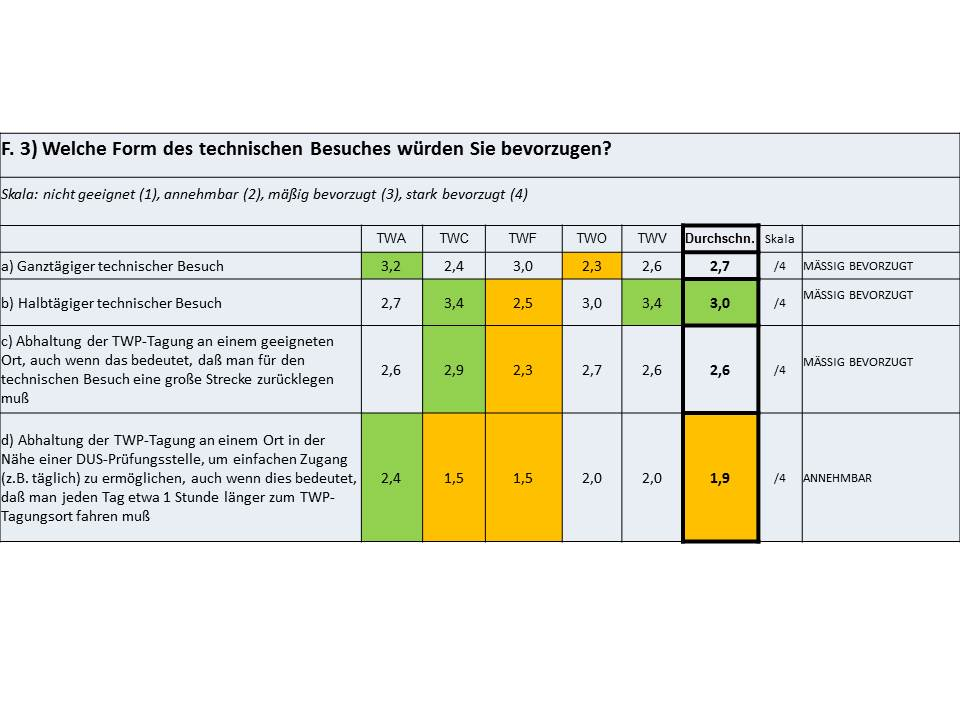 F. 3) Welche Form des technischen Besuches würden Sie bevorzugen?
Skala: nicht geeignet (1), annehmbar (2), mäßig bevorzugt (3), stark bevorzugt (4)
TWA TWC TWF TWO TWV Durchschn. Skala
a) Ganztägiger technischer Besuch 3,2 2,4 3,0 2,3 2,6 2,7 /4 MÄSSIG BEVORZUGT
b) Halbtägiger technischer Besuch 2,7 3,4 2,5 3,0 3,4 3,0 /4 MÄSSIG BEVORZUGT
c) Abhaltung der TWP-Tagung an einem geeigneten
Ort, auch wenn das bedeutet, daß man für den
technischen Besuch eine große Strecke zurücklegen
muß
2,6 2,9 2,3 2,7 2,6 2,6 /4 MÄSSIG BEVORZUGT
d) Abhaltung der TWP-Tagung an einem Ort in der
Nähe einer DUS-Prüfungsstelle, um einfachen Zugang
(z.B. täglich) zu ermöglichen, auch wenn dies bedeutet,
daß man jeden Tag etwa 1 Stunde länger zum TWP-
Tagungsort fahren muß
2,4 1,5 1,5 2,0 2,0 1,9 /4 ANNEHMBAR